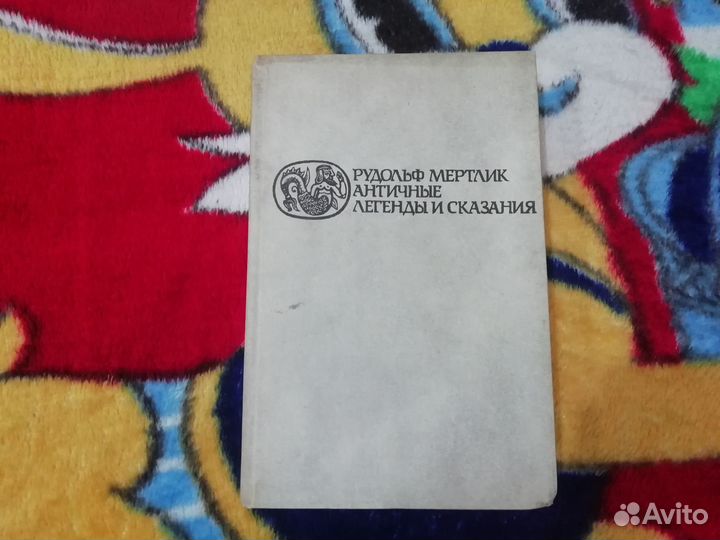 РУДОЛЬФ МЕРТЛИК
АНТИЧНЫЕ
ЛЕГЕНДЫ И СКАЗАНИЯ
Avito